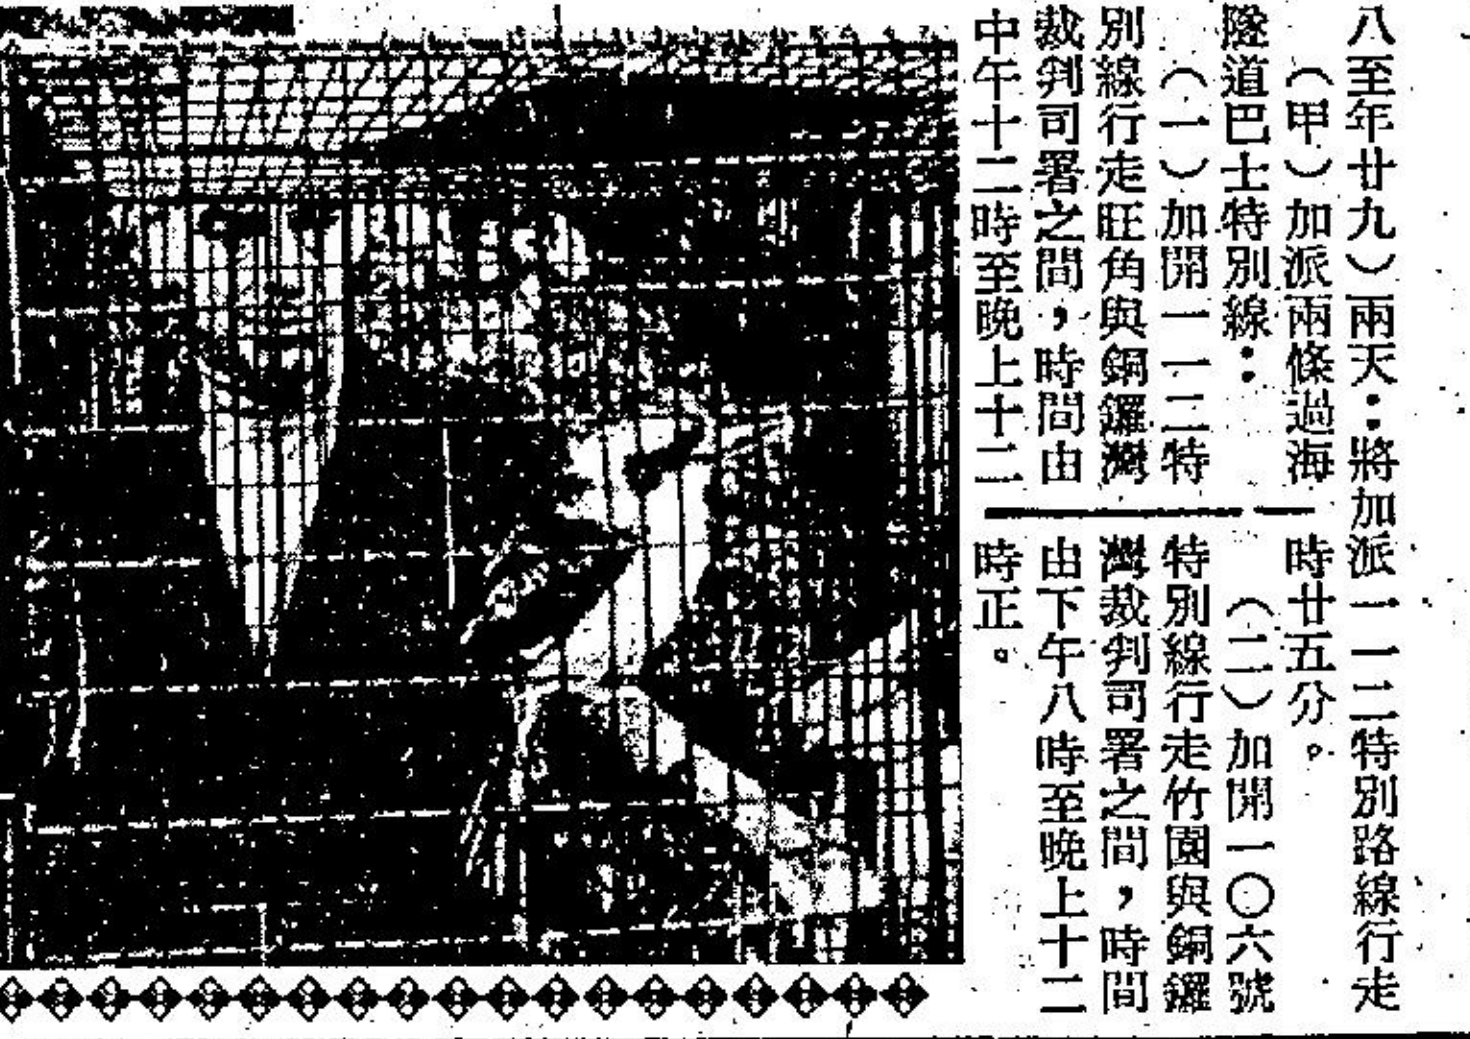 八至年廿九）兩天：將加派一一二特別路線行走
（甲）加派兩條過海
隧道巴士特別線：
（一）加開一一二特
別線行走旺角與銅鑼灣
裁判司署之間，時間由
中午十二時至晚上十二
時廿五分。
（二）加開一〇六號
特別線行走竹園與銅鑼
灣裁判司署之間，時間
由下午八時至晚上十二
時正。